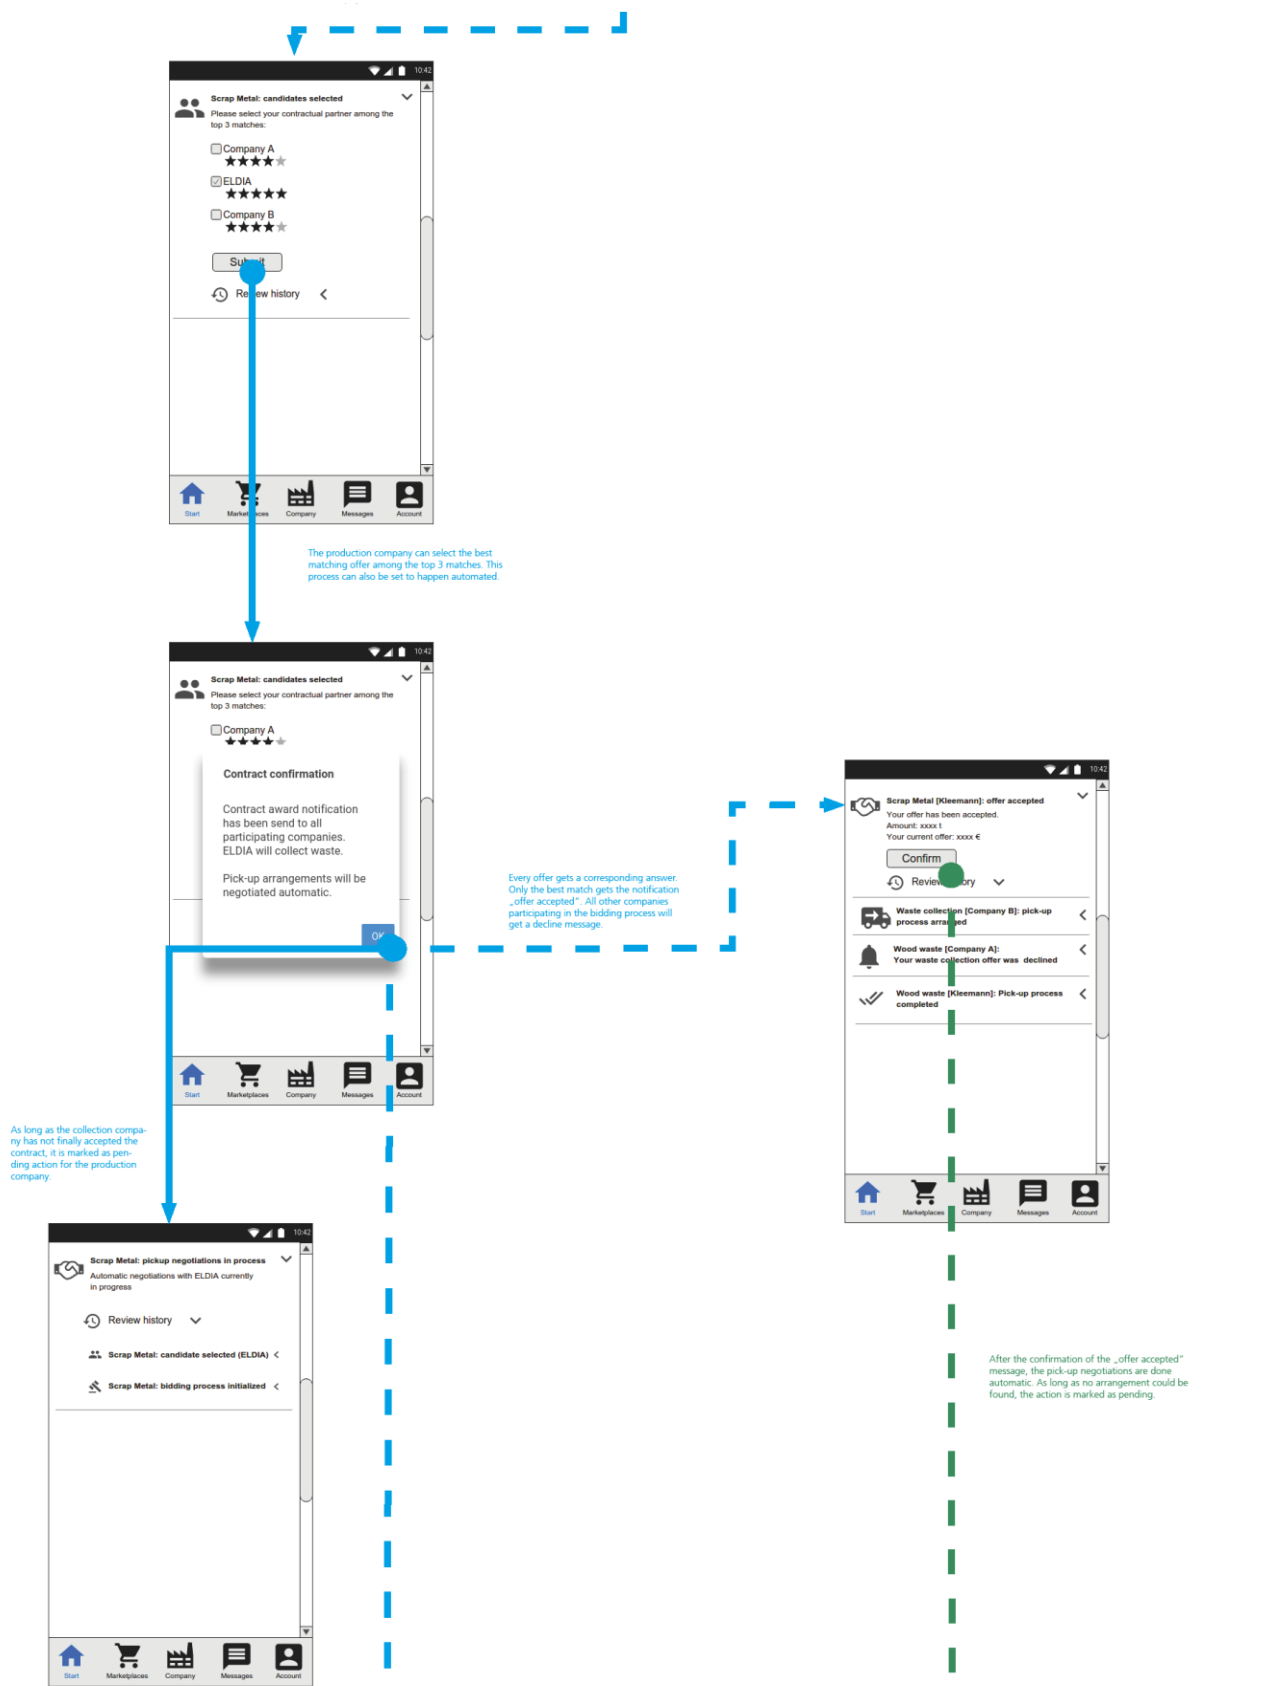 10:42
Scrap Metal: candidates selected
Please select your contractual partner among the
top 3 matches:
Company A
ELDIA
Company B
Submit
Review history
Start
Marketplaces
Company
Messages
Account
The production company can select the best
matching offer among the top 3 matches. This
process can also be set to happen automated.
10:42
Scrap Metal: candidates selected
Please select your contractual partner among the
top 3 matches:
Company A
Contract confirmation
Contract award notification
has been send to all
participating companies.
ELDIA will collect waste.
Pick-up arrangements will be
negotiated automatic.
OK
Start
Marketplaces
Company
Messages
Account
Every offer gets a corresponding answer.
Only the best match gets the notification
„offer accepted". All other companies
participating in the bidding process will
get a decline message.
10:42
Scrap Metal [Kleemann]: offer accepted
Your offer has been accepted.
Amount: xxxx t
Your current offer: xxxx €
Confirm
Review history
Waste collection [Company B]: pick-up
process arranged
Wood waste [Company A]:
Your waste collection offer was declined
Wood waste [Kleemann]: Pick-up process
completed
Start
Marketplaces
Company
Messages
Account
As long as the collection compa-
ny has not finally accepted the
contract, it is marked as pen-
ding action for the production
company.
10:42
Scrap Metal: pickup negotiations in process
Automatic negotiations with ELDIA currently
in progress
Review history
Scrap Metal: candidate selected (ELDIA)
Scrap Metal: bidding process initialized
Start
Marketplaces
Company
Messages
Account
After the confirmation of the „offer accepted"
message, the pick-up negotiations are done
automatic. As long as no arrangement could be
found, the action is marked as pending.